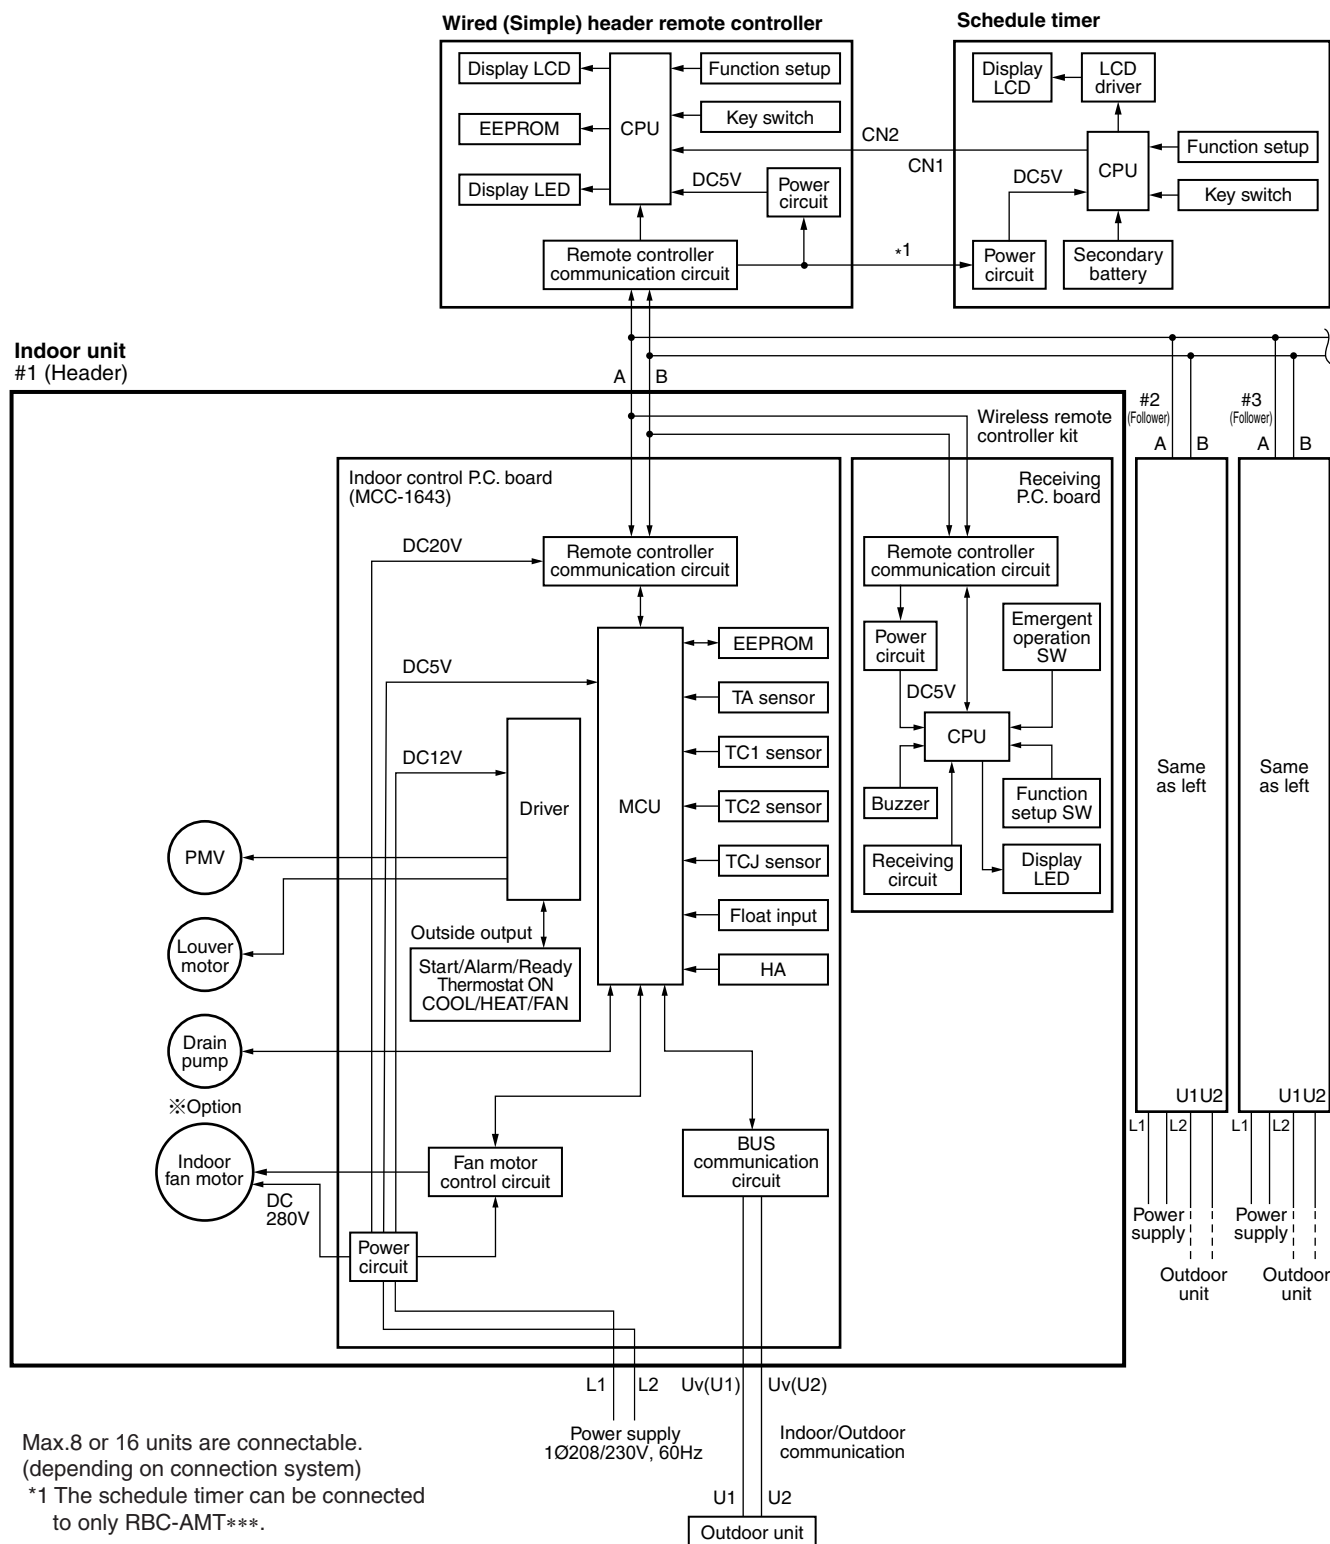 Wired (Simple) header remote controller
Schedule timer
Display LCD
EEPROM
Display LED
CPU
Function setup
Key switch
DC5V
Power
circuit
Remote controller
communication circuit
CN2
CN1
*1
Display
LCD
LCD
driver
CPU
Function setup
Key switch
DC5V
Power
circuit
Secondary
battery
Indoor unit
#1 (Header)
A
B
Wireless remote
controller kit
#2
(Follower)
A
B
#3
(Follower)
A
B
Indoor control P.C. board
(MCC-1643)
DC20V
Remote controller
communication circuit
DC5V
DC12V
Driver
MCU
EEPROM
TA sensor
TC1 sensor
TC2 sensor
TCJ sensor
Float input
HA
Outside output
Start/Alarm/Ready
Thermostat ON
COOL/HEAT/FAN
PMV
Louver
motor
Drain
pump
※Option
Indoor
fan motor
DC
280V
Fan motor
control circuit
Power
circuit
BUS
communication
circuit
Receiving
P.C. board
Remote controller
communication circuit
Power
circuit
DC5V
Emergent
operation
SW
CPU
Buzzer
Function
setup SW
Receiving
circuit
Display
LED
Same
as left
U1U2
L1
L2
Power
supply
Outdoor
unit
Same
as left
U1U2
L1
L2
Power
supply
Outdoor
unit
L1
L2
Uv(U1)
Uv(U2)
Power supply
1Ø208/230V, 60Hz
Indoor/Outdoor
communication
U1
U2
Outdoor unit
Max.8 or 16 units are connectable.
(depending on connection system)
*1 The schedule timer can be connected
to only RBC-AMT***.